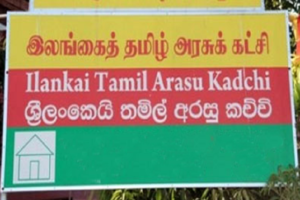 இலங்கைத் தமிழ் அரசுக் கட்சி
Ilankai Tamil Arasu Kadchi
ශ්‍රීලංකෙයි තමිල් අරසු කච්චි